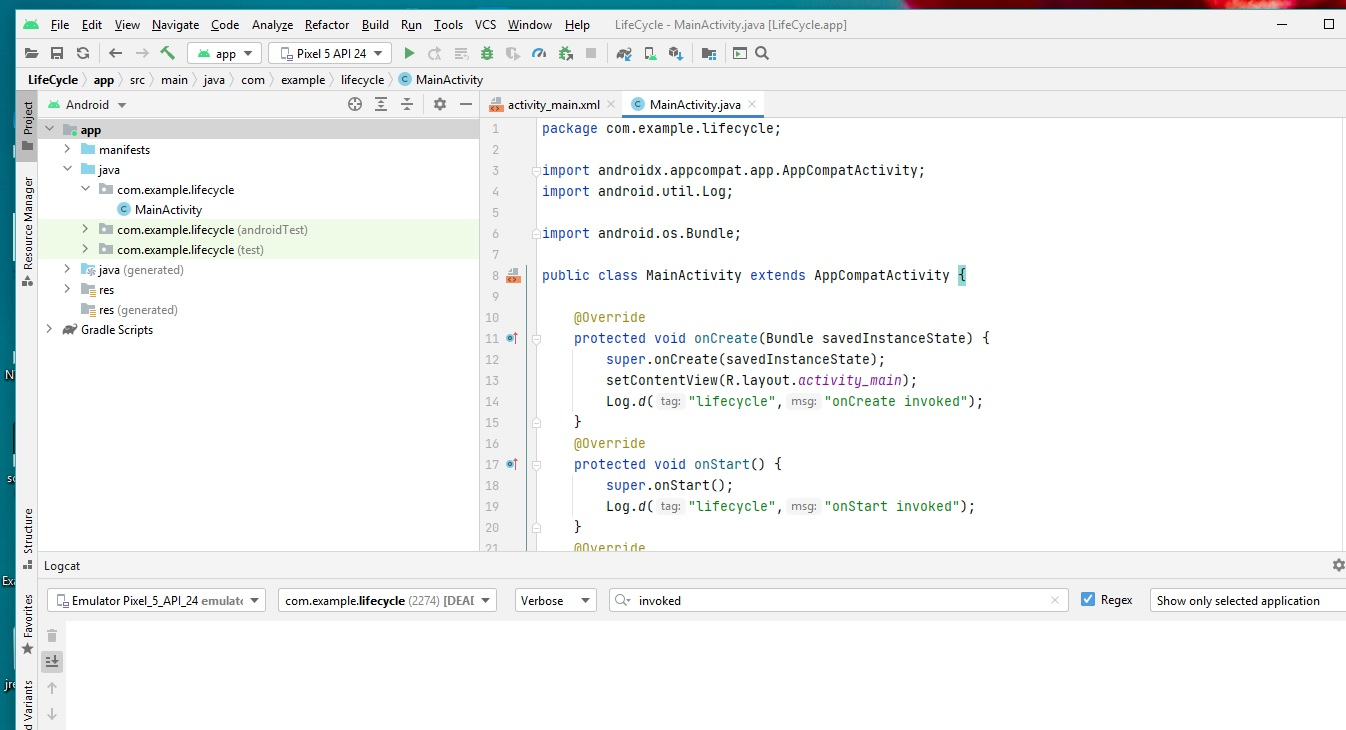 File Edit View Navigate Code Analyze Refactor Build Run Tools VCS Window Help LifeCycle - MainActivity.java [LifeCycle.app]
app Pixel 5 API 24
LifeCycle app src main java com example lifecycle MainActivity
Project
Resource Manager
Structure
Favorites
d Variants
Android
app
manifests
java
com.example.lifecycle
MainActivity
com.example.lifecycle (androidTest)
com.example.lifecycle (test)
java (generated)
res
res (generated)
Gradle Scripts
activity_main.xml MainActivity.java
1 package com.example.lifecycle;
2
3 import androidx.appcompat.app.AppCompatActivity;
4 import android.util.Log;
5
6 import android.os.Bundle;
7
8 public class MainActivity extends AppCompatActivity {
9
10 @Override
11 protected void onCreate(Bundle savedInstanceState) {
12 super.onCreate(savedInstanceState);
13 setContentView(R.layout.activity_main);
14 Log.d( tag: "lifecycle", msg: "onCreate invoked");
15 }
16 @Override
17 protected void onStart() {
18 super.onStart();
19 Log.d( tag: "lifecycle", msg: "onStart invoked");
20 }
21 @Override
Logcat
Emulator Pixel_5_API_24 emulato com.example.lifecycle (2274) [DEAD Verbose invoked Regex Show only selected application